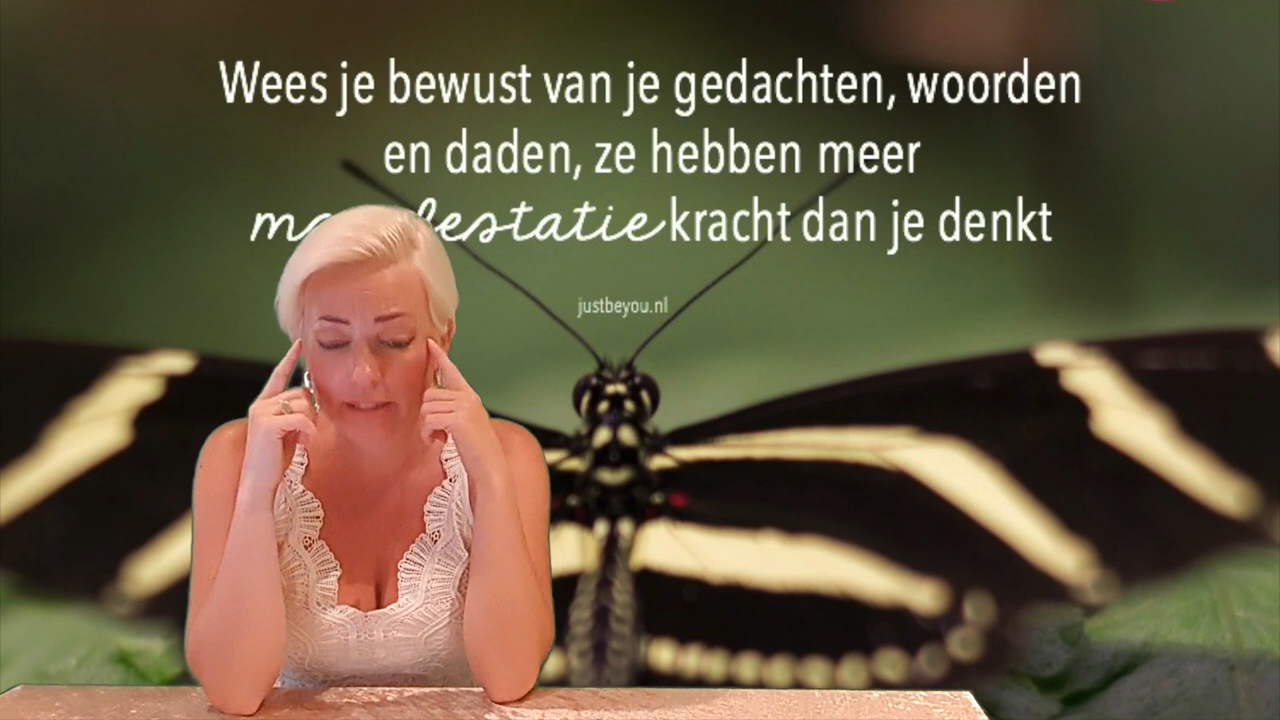 Wees je bewust van je gedachten, woorden
en daden, ze hebben meer
kracht dan je denkt
justbeyou.nl